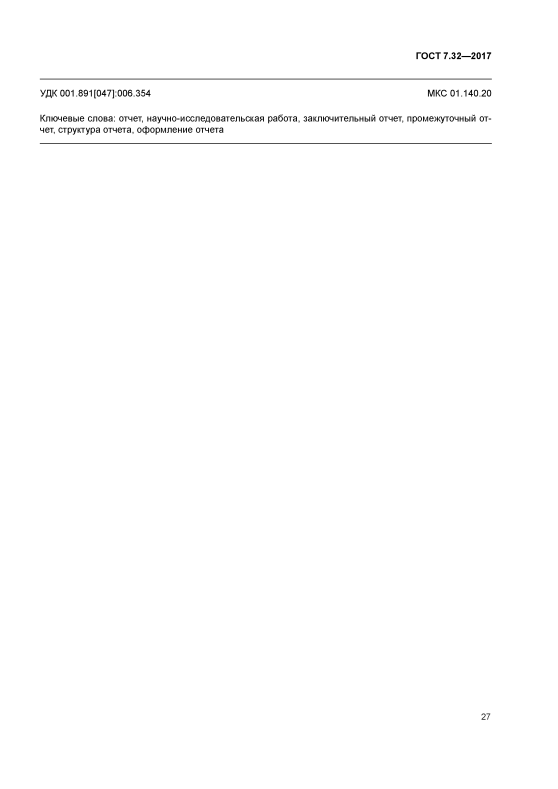 ГОСТ 7.32—2017
УДК 001.891[047]:006.354 МКС 01.140.20
Ключевые слова: отчет, научно-исследовательская работа, заключительный отчет, промежуточный от-
чет, структура отчета, оформление отчета
27